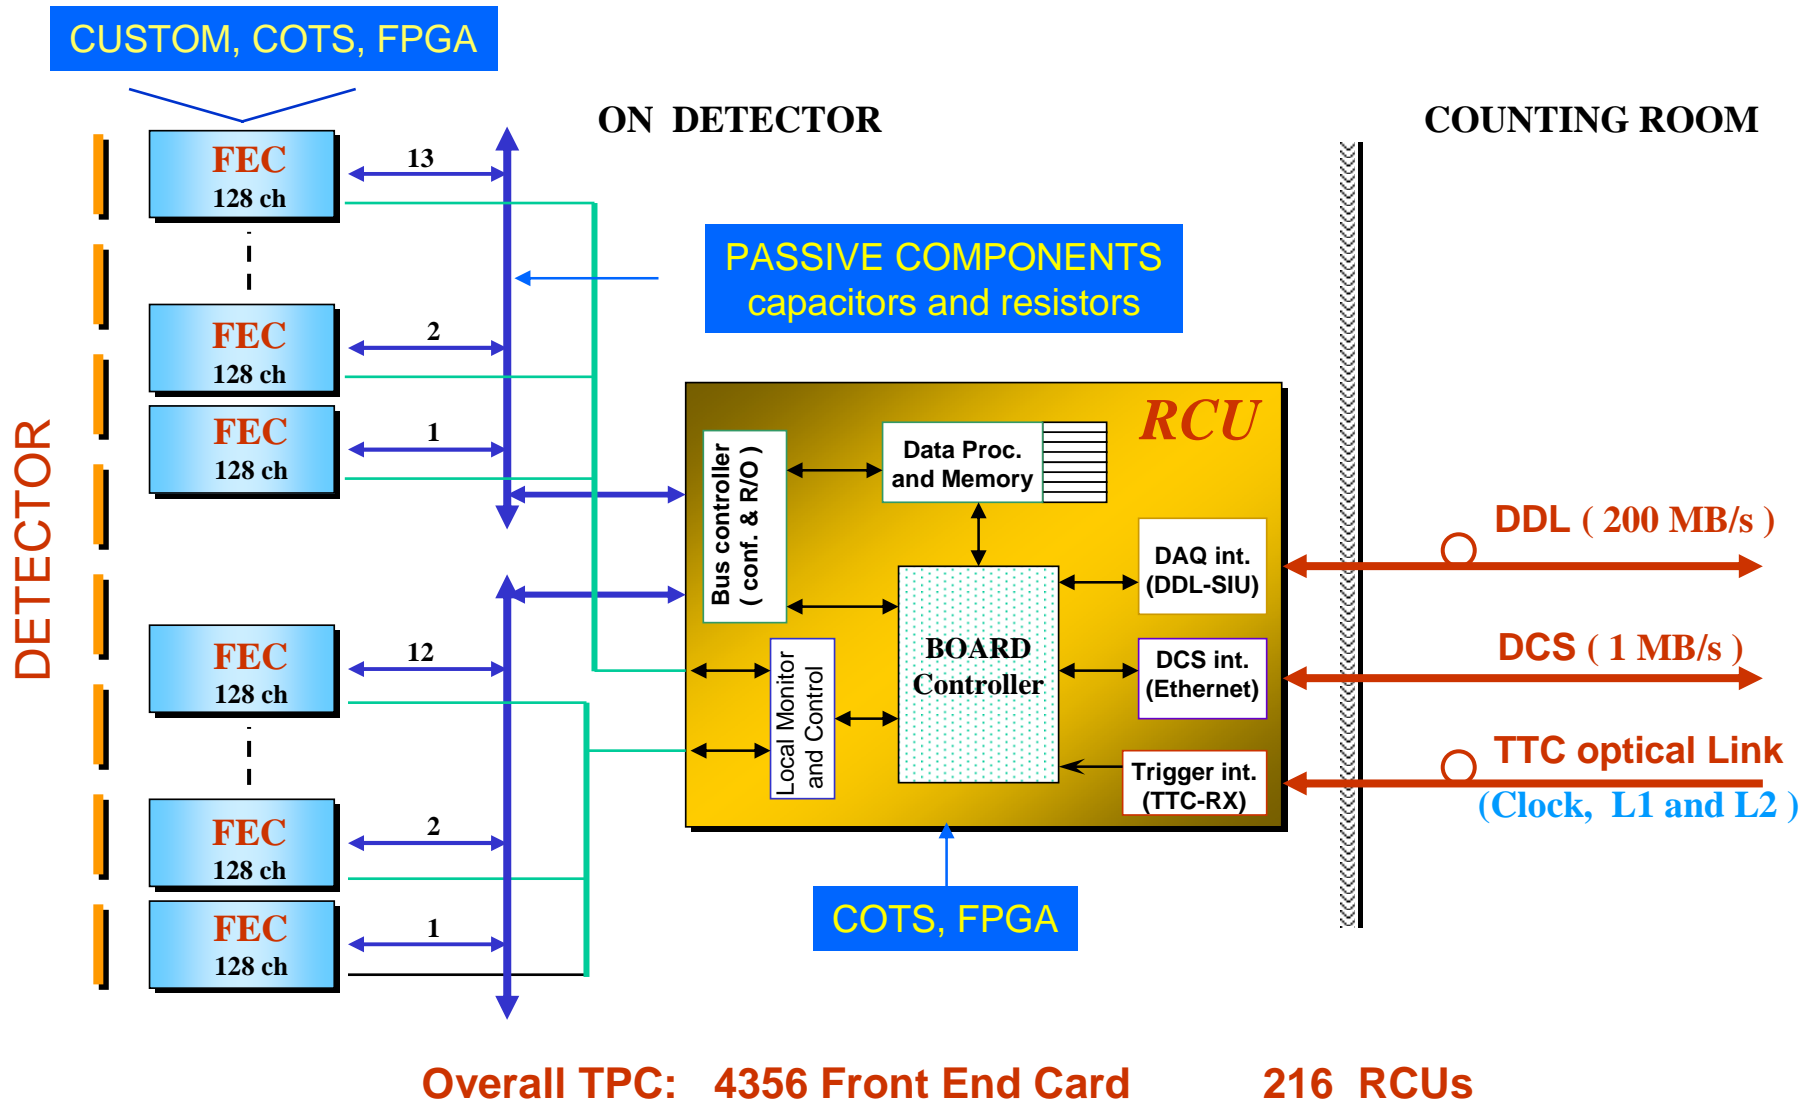 CUSTOM, COTS, FPGA
ON DETECTOR
COUNTING ROOM
DETECTOR
FEC
128 ch
13
FEC
128 ch
2
FEC
128 ch
1
PASSIVE COMPONENTS
capacitors and resistors
FEC
128 ch
12
FEC
128 ch
2
FEC
128 ch
1
RCU
Bus controller
( conf. & R/O )
Data Proc.
and Memory
DAQ int.
(DDL-SIU)
BOARD
Controller
DCS int.
(Ethernet)
Local Monitor
and Control
Trigger int.
(TTC-RX)
COTS, FPGA
DDL ( 200 MB/s )
DCS ( 1 MB/s )
TTC optical Link
(Clock, L1 and L2 )
Overall TPC: 4356 Front End Card 216 RCUs